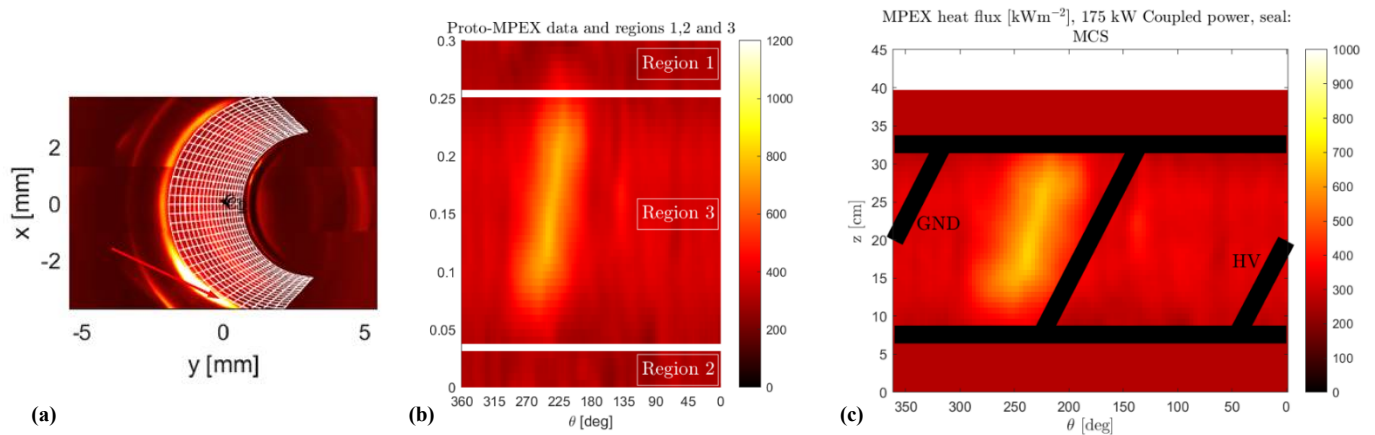 x [mm]
2
0
-2
-5
0
5
y [mm]
(a)
Proto-MPEX data and regions 1,2 and 3
0.3
0.25
0.2
0.15
0.1
0.05
0
Region 1
Region 3
Region 2
360 315 270 225 180 135 90 45 0
θ [deg]
1200
1000
800
600
400
200
0
(b)
MPEX heat flux [kWm⁻²], 175 kW Coupled power, seal:
MCS
z [cm]
45
40
35
30
25
20
15
10
5
0
GND
HV
350 300 250 200 150 100 50 0
θ [deg]
1000
900
800
700
600
500
400
300
200
100
0
(c)